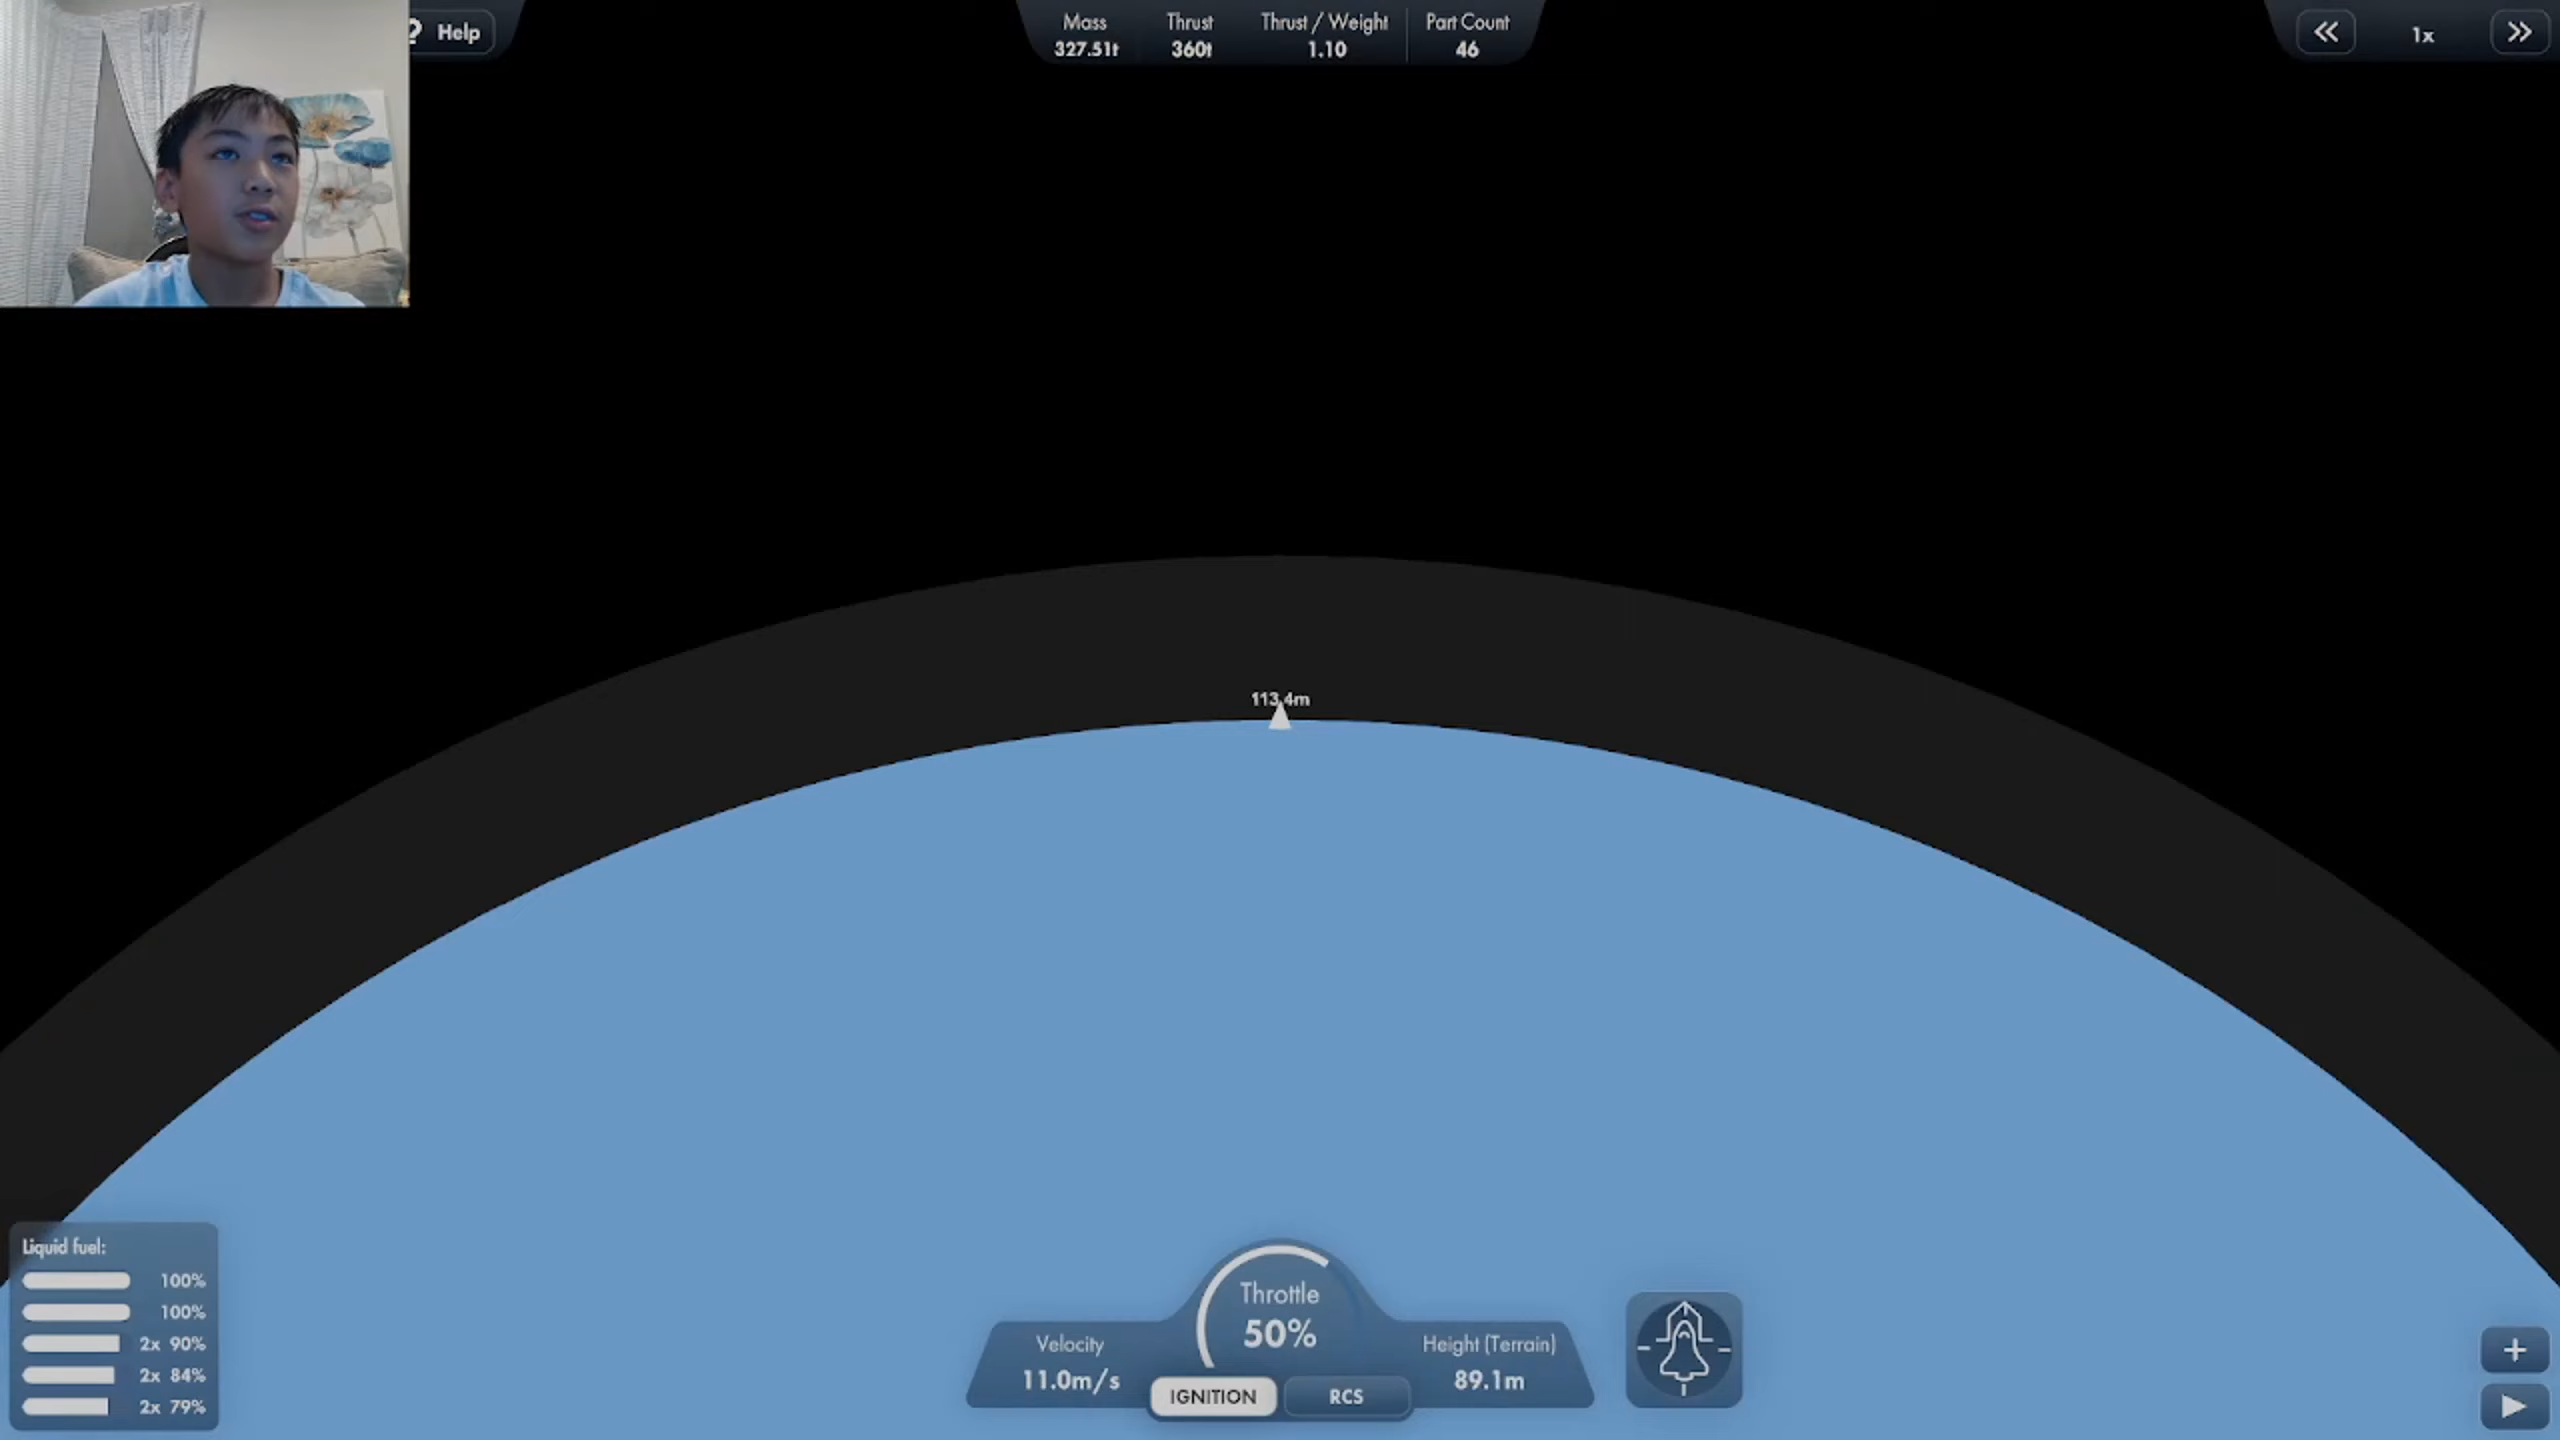 ? Help
Mass
327.51t
Thrust
360t
Thrust / Weight
1.10
Part Count
46
1x
113.4m
Liquid fuel:
100%
100%
2x 90%
2x 84%
2x 79%
Throttle
50%
Velocity
11.0m/s
Height (Terrain)
89.1m
IGNITION
RCS